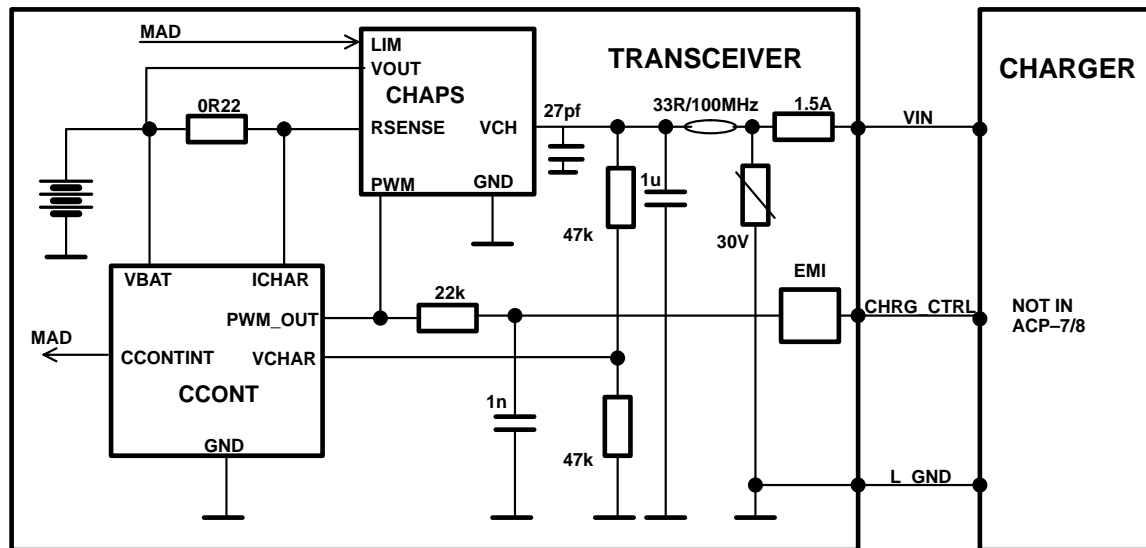 MAD
LIM
TRANSCEIVER
CHARGER
VOUT
CHAPS
0R22
27pf
33R/100MHz
1.5A
RSENSE
VCH
VIN
PWM
GND
1u
47k
30V
VBAT
ICHAR
22k
EMI
PWM_OUT
CHRG_CTRL
NOT IN
ACP–7/8
MAD
CCONTINT
VCHAR
CCONT
1n
GND
47k
L_GND